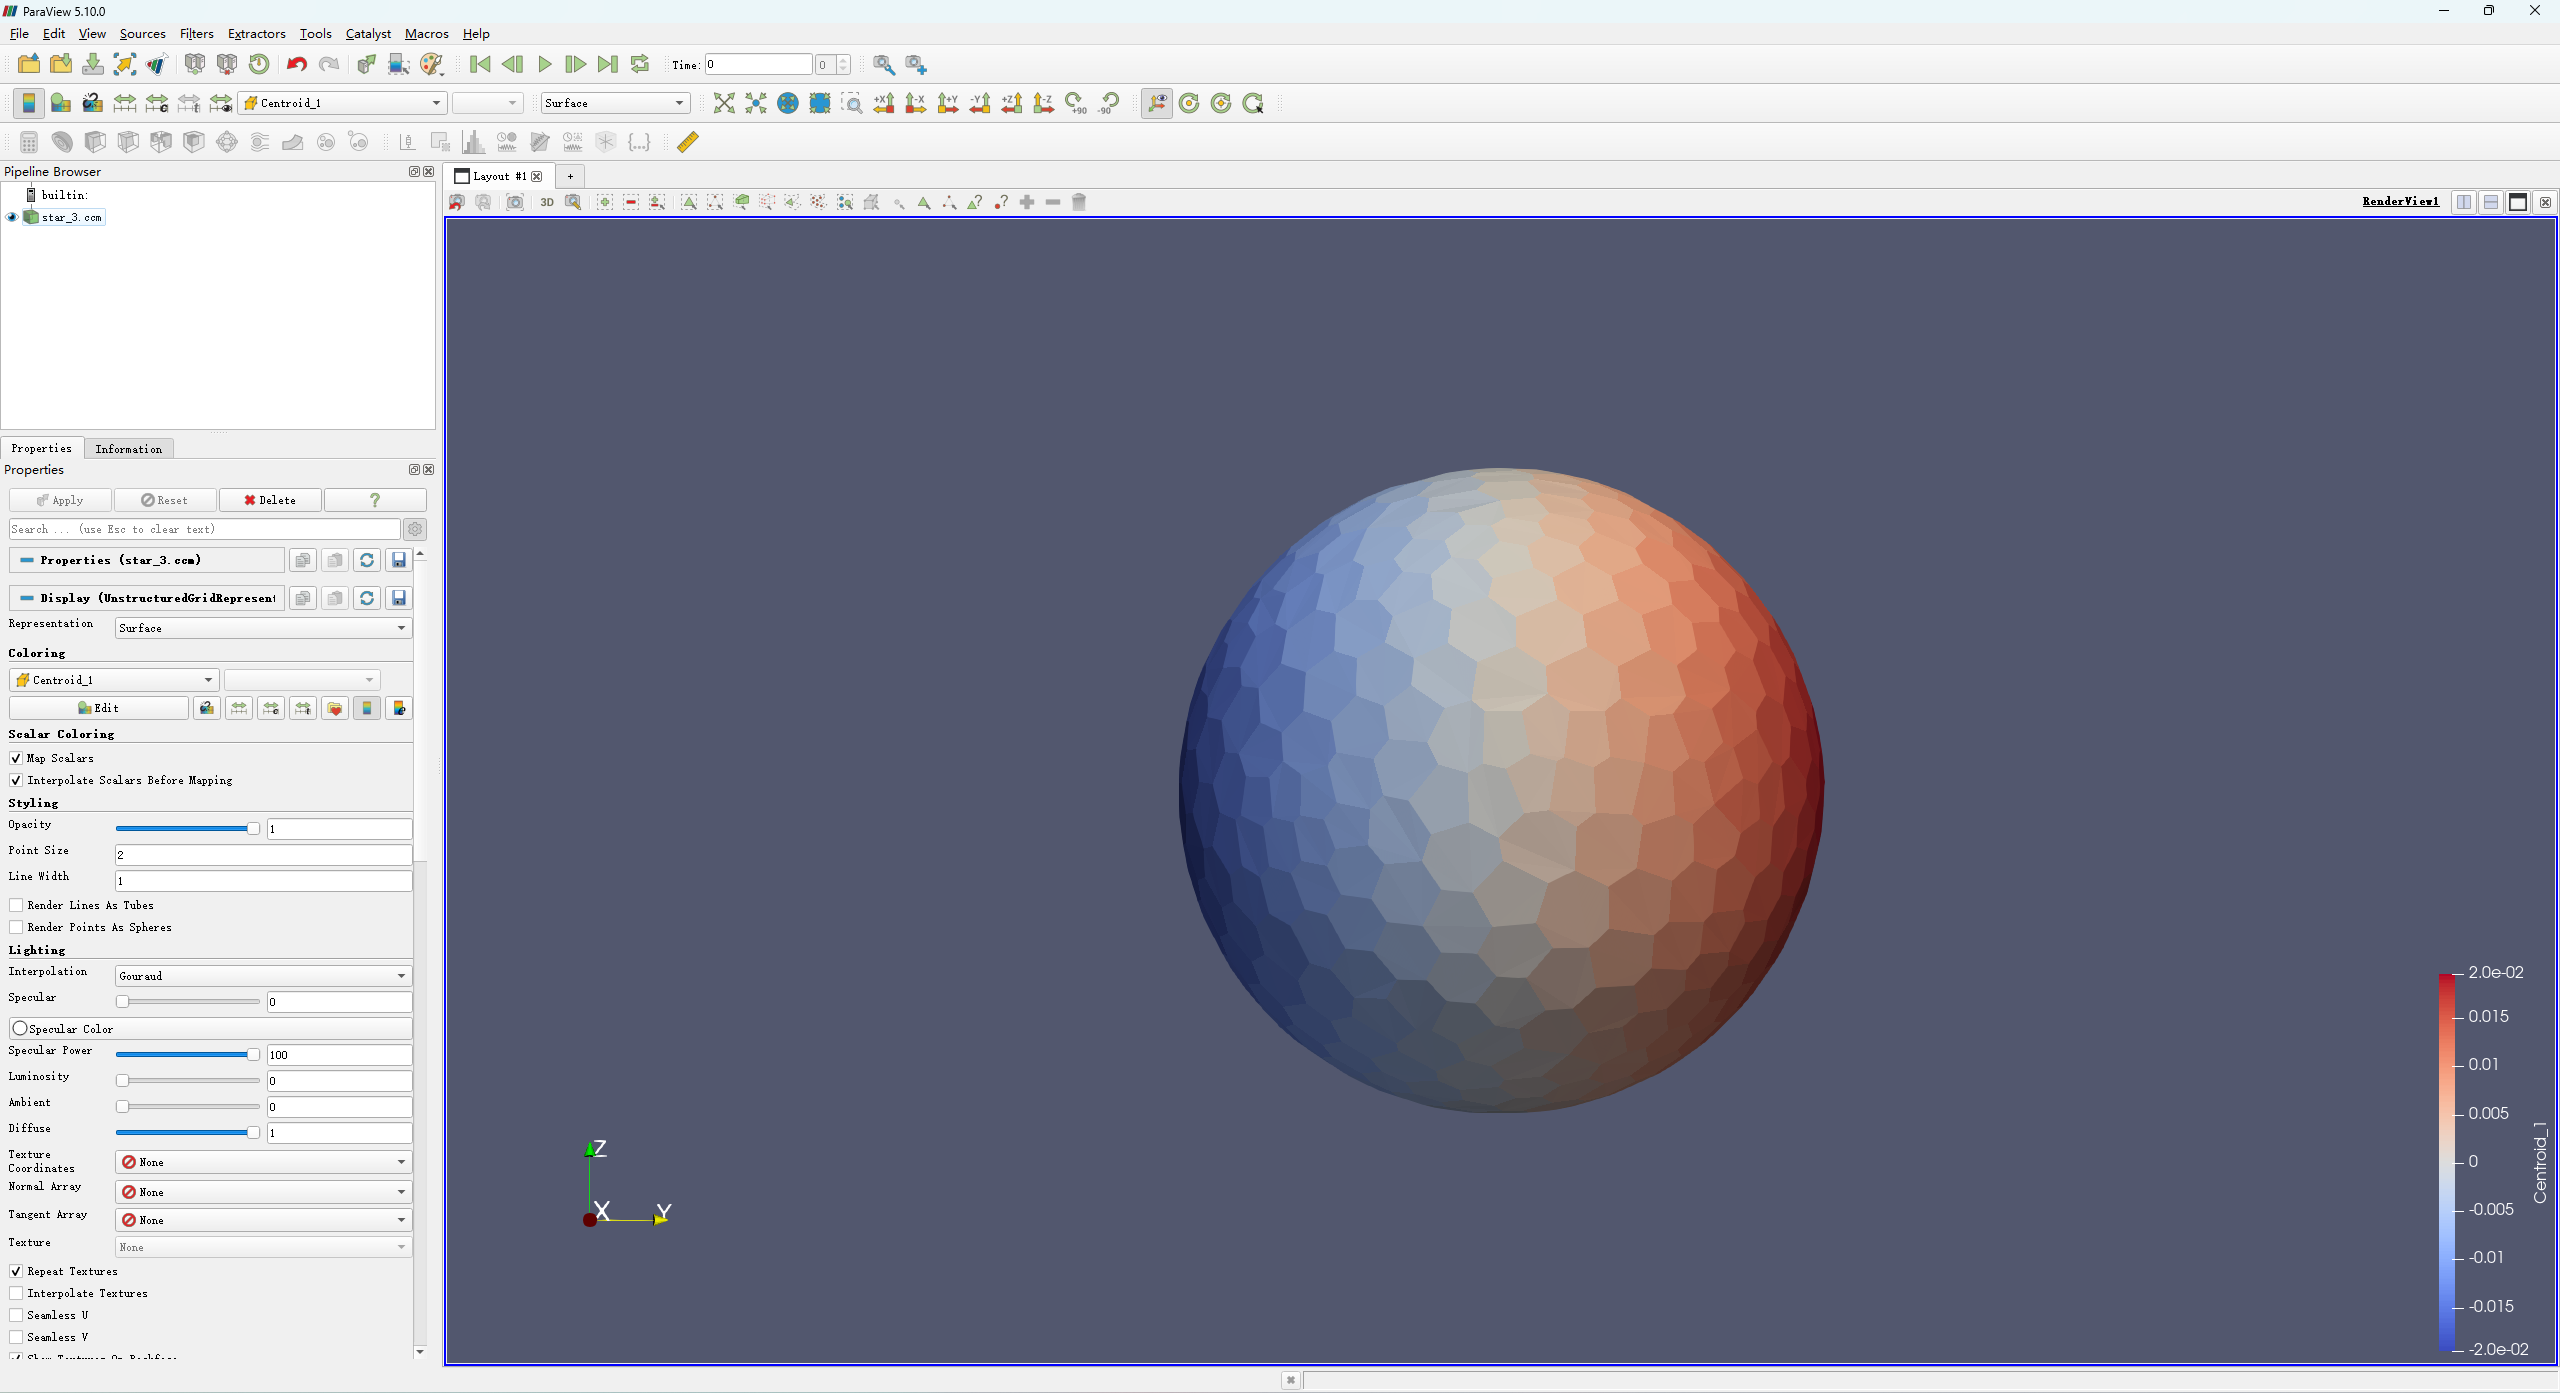 ParaView 5.10.0
File Edit View Sources Filters Extractors Tools Catalyst Macros Help
Time: 0 0
Centroid_1 Surface +X -X +Y -Y +Z -Z +90 -90
Pipeline Browser
Layout #1 +
builtin:
star_3.ccm
3D
RenderView1
Properties Information
Properties
Apply Reset Delete ?
Search ... (use Esc to clear text)
Properties (star_3.ccm)
Display (UnstructuredGridRepresent
Representation Surface
Coloring
Centroid_1
Edit
Scalar Coloring
Map Scalars
Interpolate Scalars Before Mapping
Styling
Opacity 1
Point Size 2
Line Width 1
Render Lines As Tubes
Render Points As Spheres
Lighting
Interpolation Gouraud
Specular 0
Specular Color
Specular Power 100
Luminosity 0
Ambient 0
Diffuse 1
Texture Coordinates None
Normal Array None
Tangent Array None
Texture None
Repeat Textures
Interpolate Textures
Seamless U
Seamless V
Z
X
Y
2.0e-02
0.015
0.01
0.005
0
-0.005
-0.01
-0.015
-2.0e-02
Centroid_1